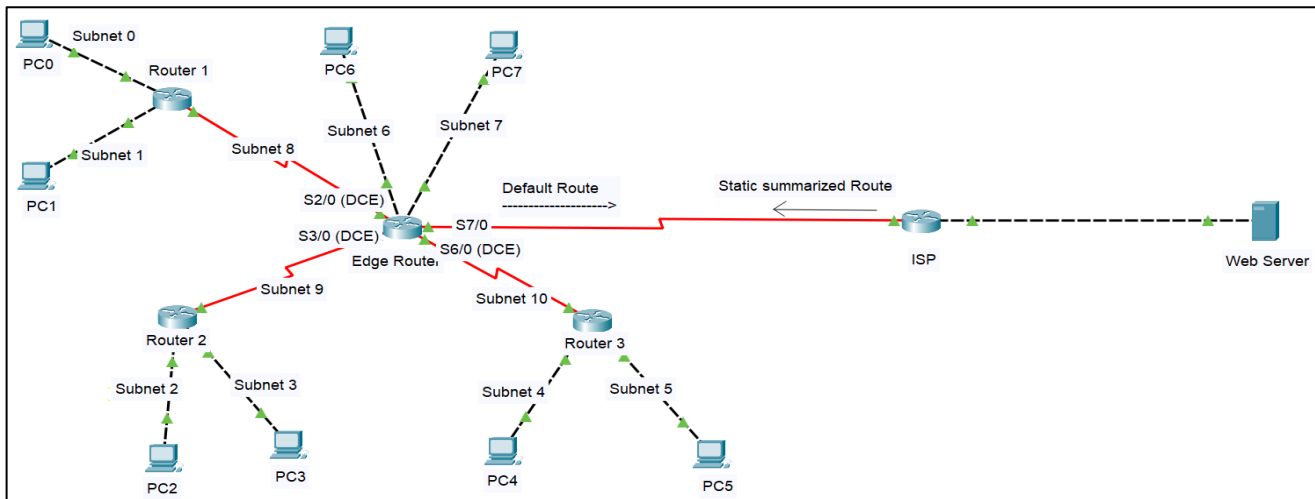 Subnet 0
PC0
Router 1
Subnet 1
PC1
Subnet 8
PC6
PC7
Subnet 6
Subnet 7
S2/0 (DCE)
S3/0 (DCE)
Edge Router
S7/0
S6/0 (DCE)
Default Route
-------------------->
Static summarized Route
ISP
Web Server
Subnet 9
Subnet 10
Router 2
Router 3
Subnet 2
Subnet 3
Subnet 4
Subnet 5
PC2
PC3
PC4
PC5